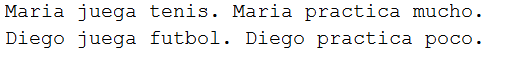 Maria juega tenis. Maria practica mucho.
Diego juega futbol. Diego practica poco.